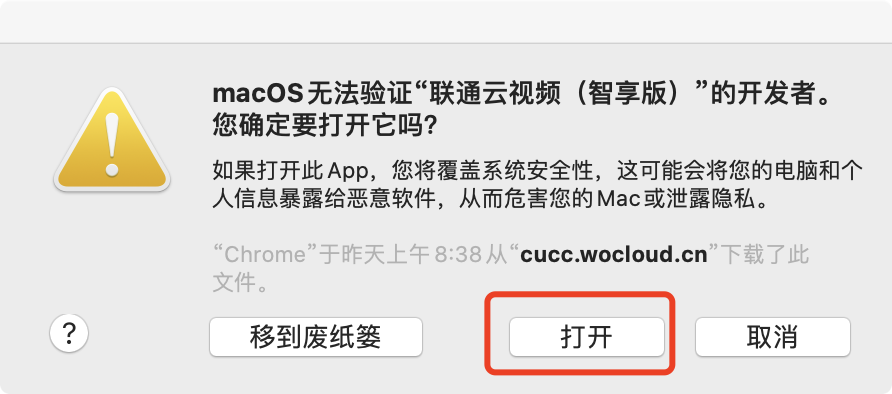 macOS无法验证“联通云视频（智享版）”的开发者。
您确定要打开它吗？
如果打开此App，您将覆盖系统安全性，这可能会将您的电脑和个
人信息暴露给恶意软件，从而危害您的Mac或泄露隐私。
“Chrome”于昨天上午8:38从“cucc.wocloud.cn”下载了此
文件。
?
移到废纸篓
打开
取消